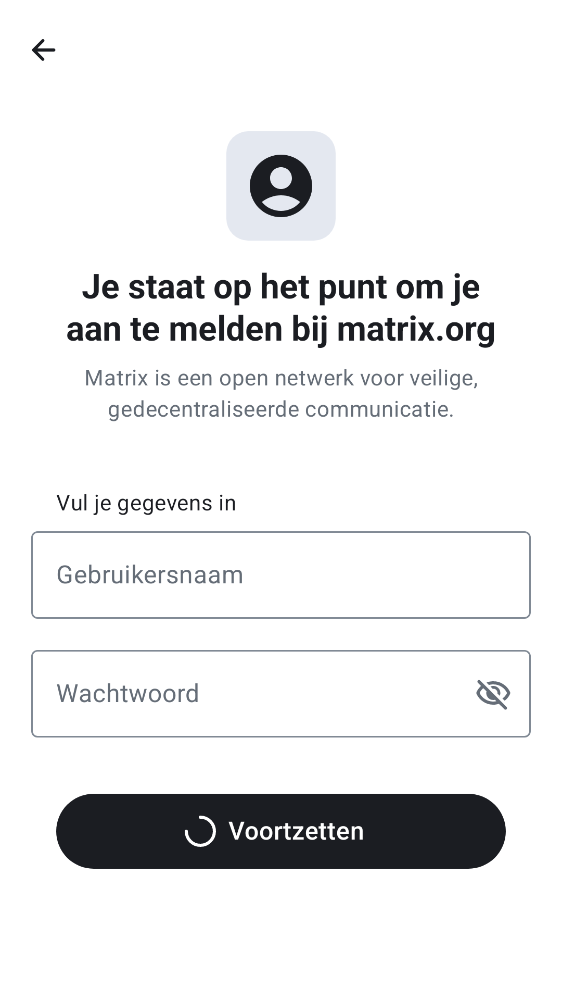 Je staat op het punt om je
aan te melden bij matrix.org
Matrix is een open netwerk voor veilige,
gedecentraliseerde communicatie.
Vul je gegevens in
Gebruikersnaam
Wachtwoord
Voortzetten